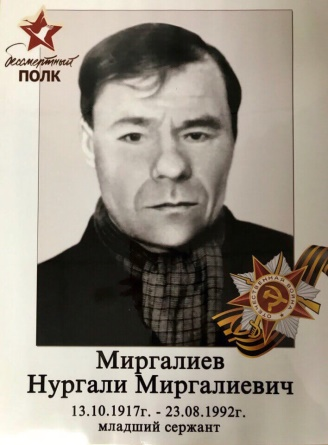 бессмертный
ПОЛК
ОТЕЧЕСТВЕННАЯ ВОЙНА
Миргалиев
Нургали Миргалиевич
13.10.1917г. - 23.08.1992г.
младший сержант